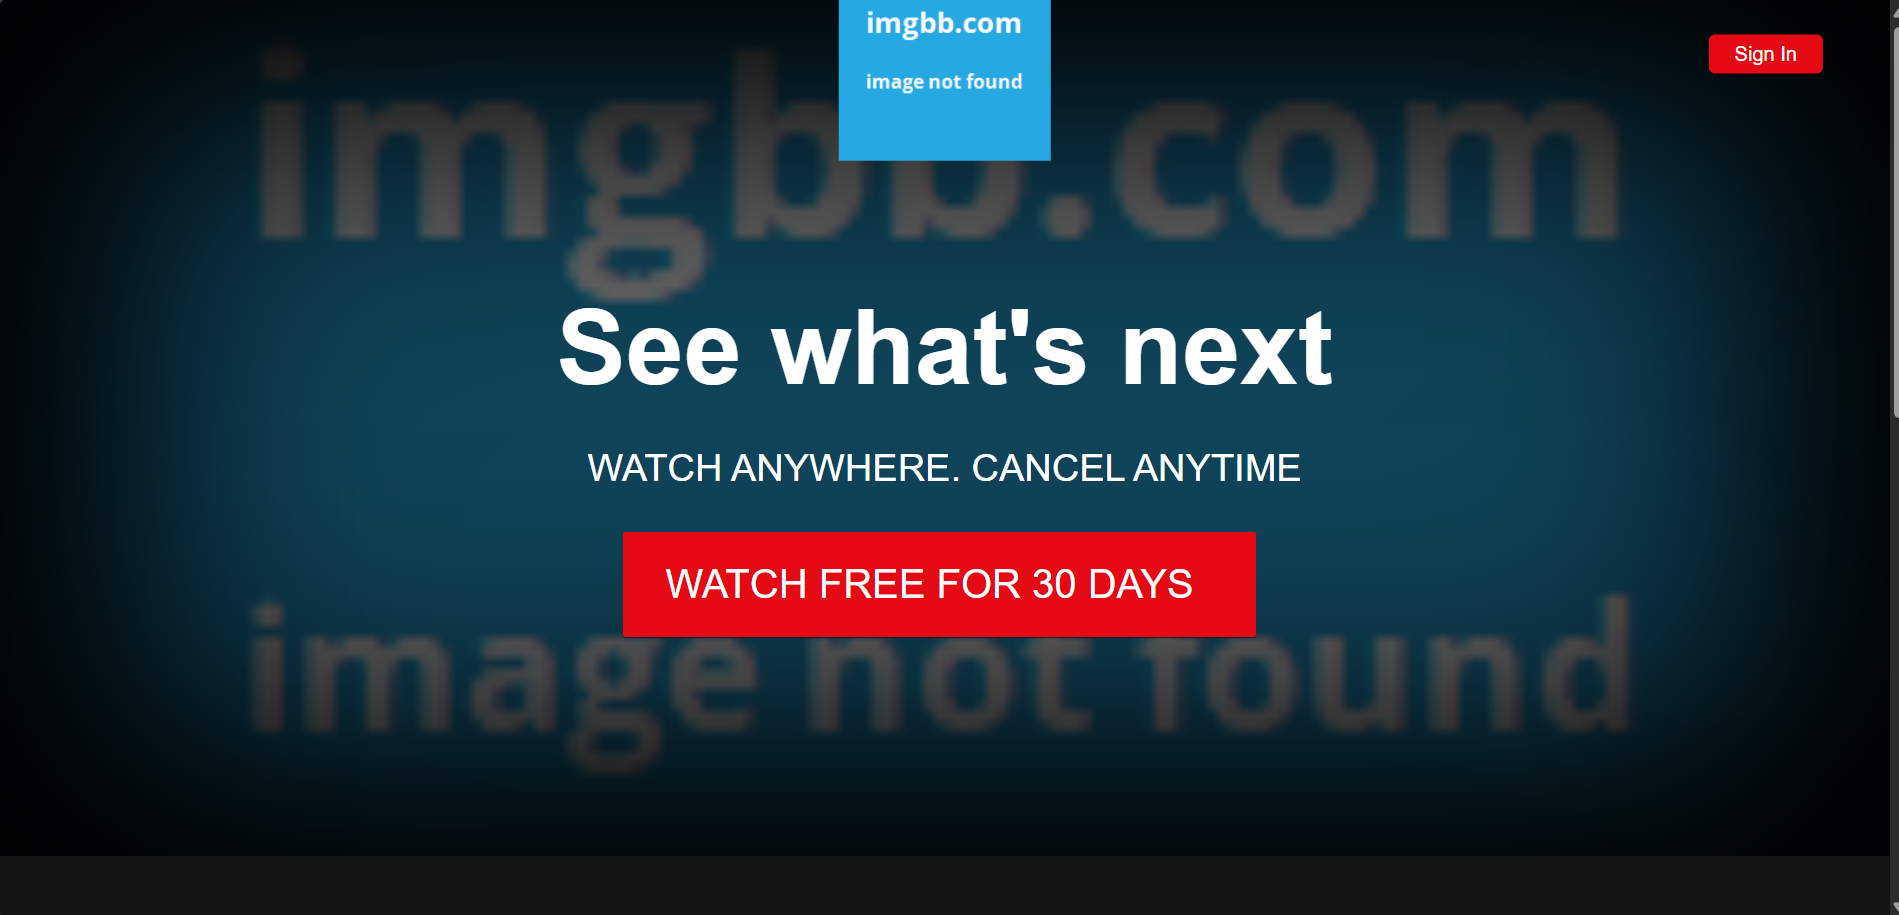 imgbb.com
image not found
Sign In
imgbb.com
See what's next
WATCH ANYWHERE. CANCEL ANYTIME
WATCH FREE FOR 30 DAYS
image not found